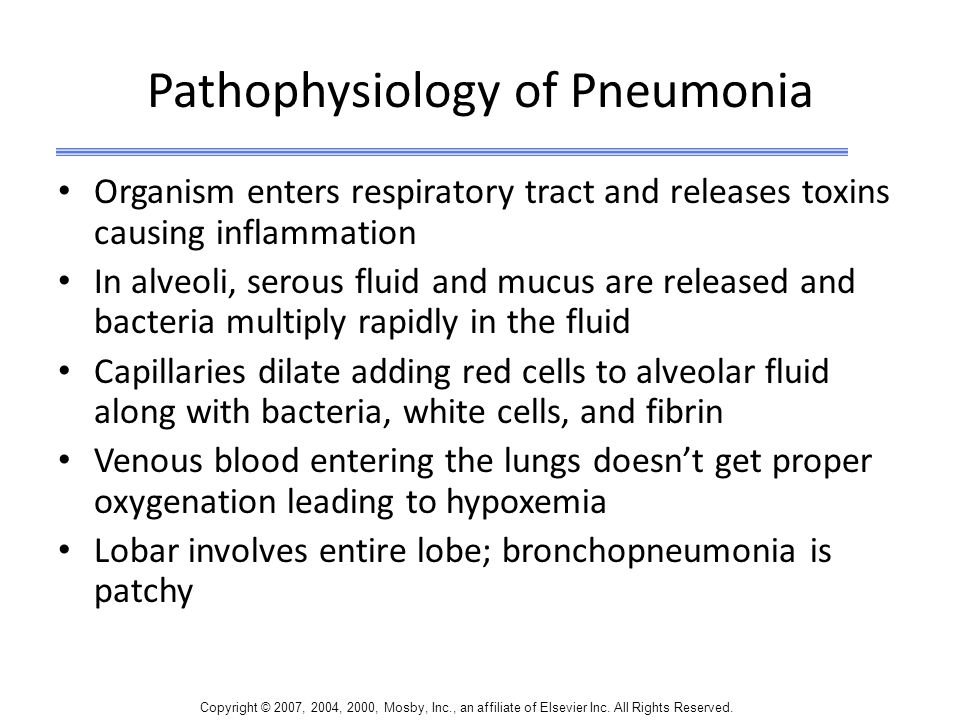 Pathophysiology of Pneumonia
• Organism enters respiratory tract and releases toxins
causing inflammation
• In alveoli, serous fluid and mucus are released and
bacteria multiply rapidly in the fluid
• Capillaries dilate adding red cells to alveolar fluid
along with bacteria, white cells, and fibrin
• Venous blood entering the lungs doesn’t get proper
oxygenation leading to hypoxemia
• Lobar involves entire lobe; bronchopneumonia is
patchy
Copyright © 2007, 2004, 2000, Mosby, Inc., an affiliate of Elsevier Inc. All Rights Reserved.